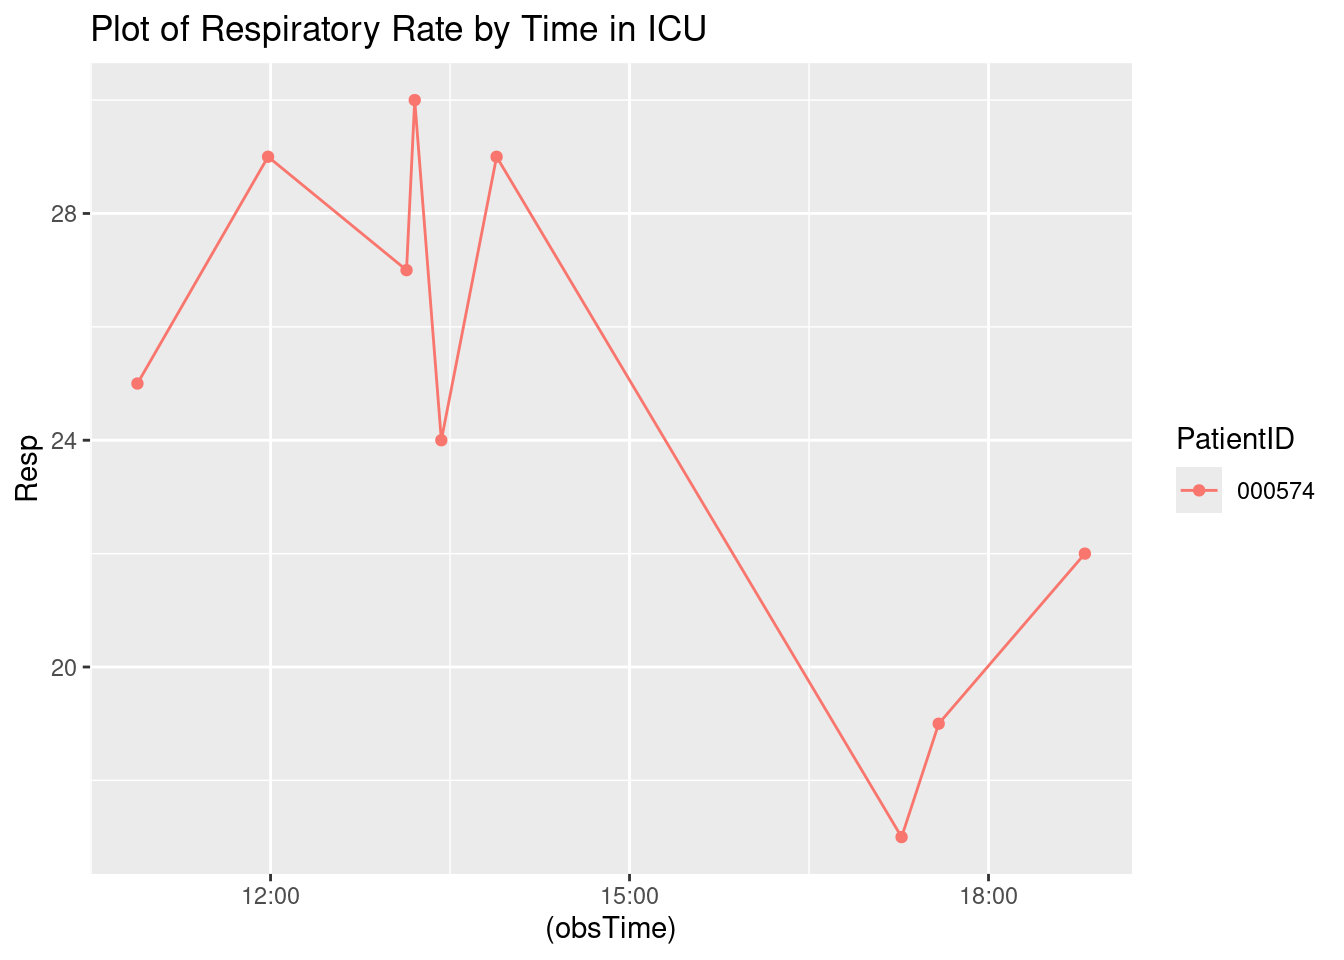 Plot of Respiratory Rate by Time in ICU
28
24
20
Resp
12:00
15:00
18:00
(obsTime)
PatientID
000574